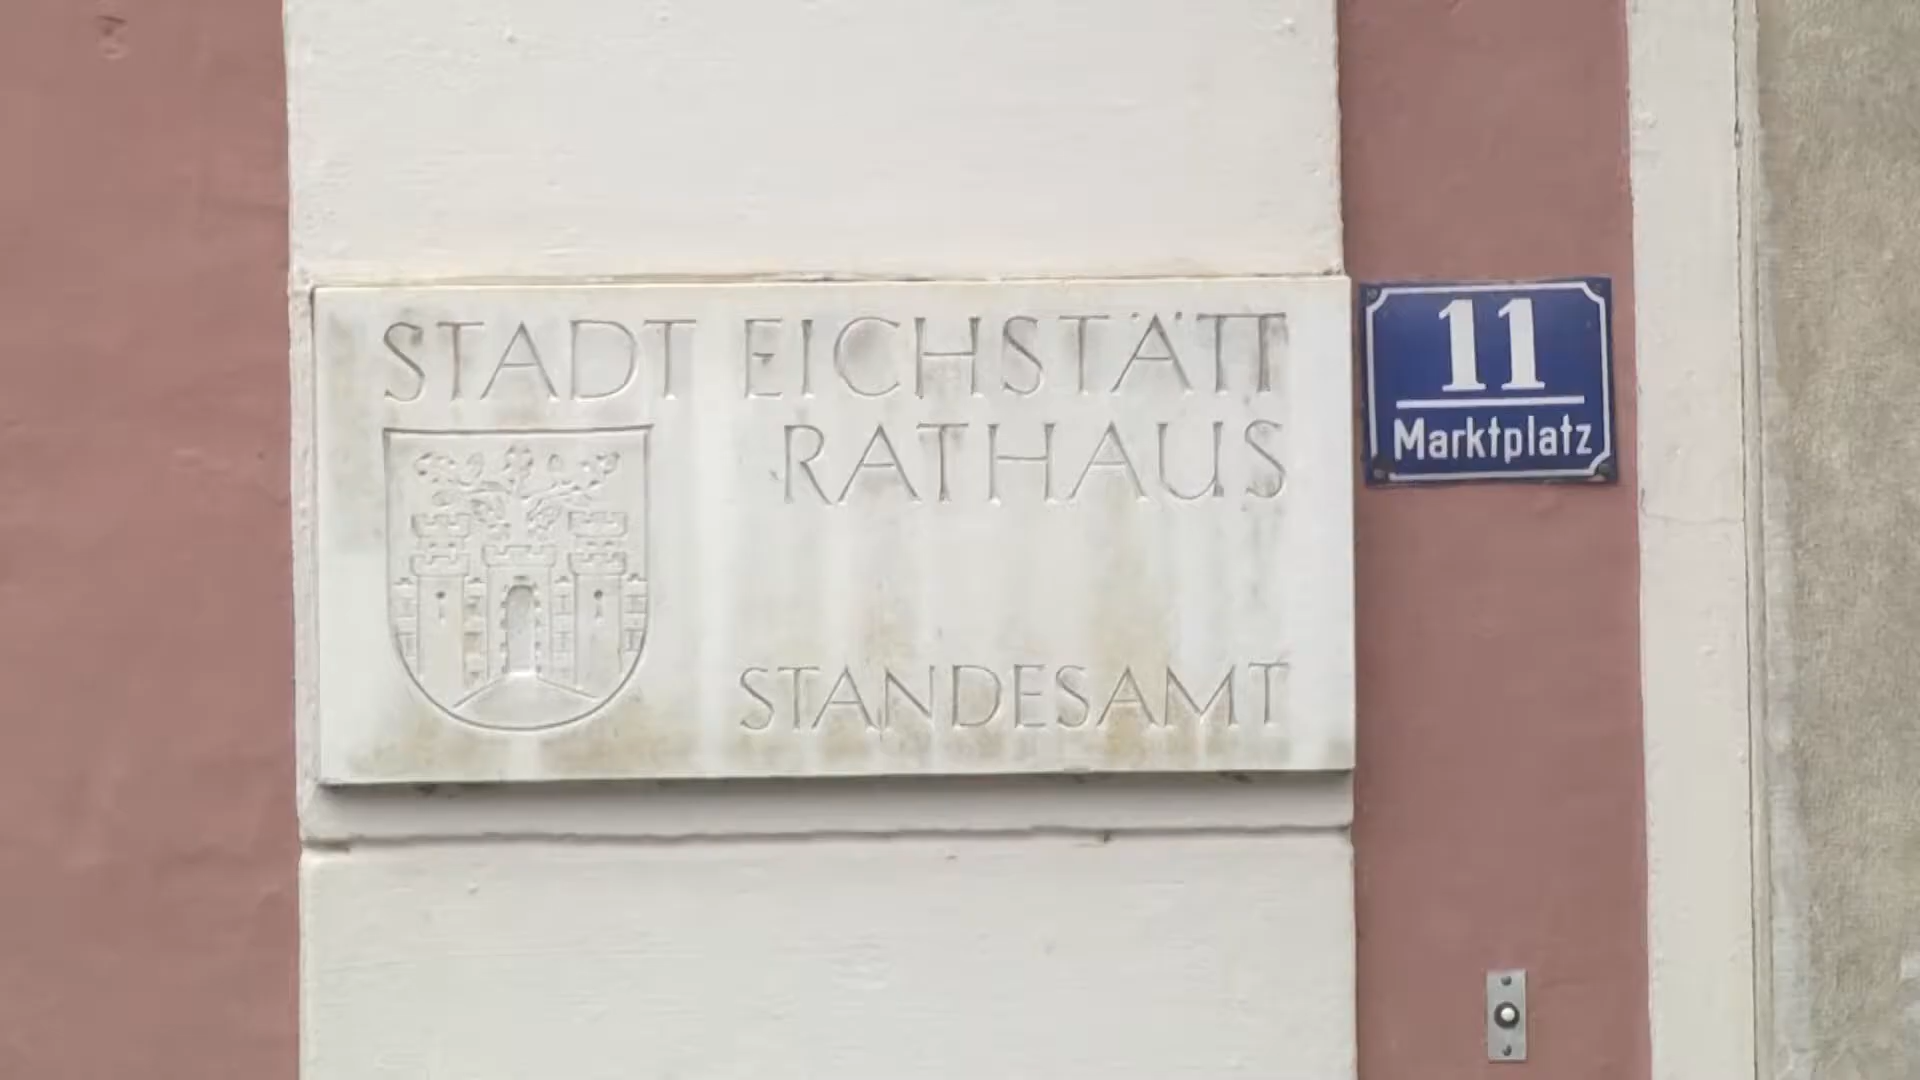 STADT EICHSTÄTT
RATHAUS
STANDESAMT
11
Marktplatz